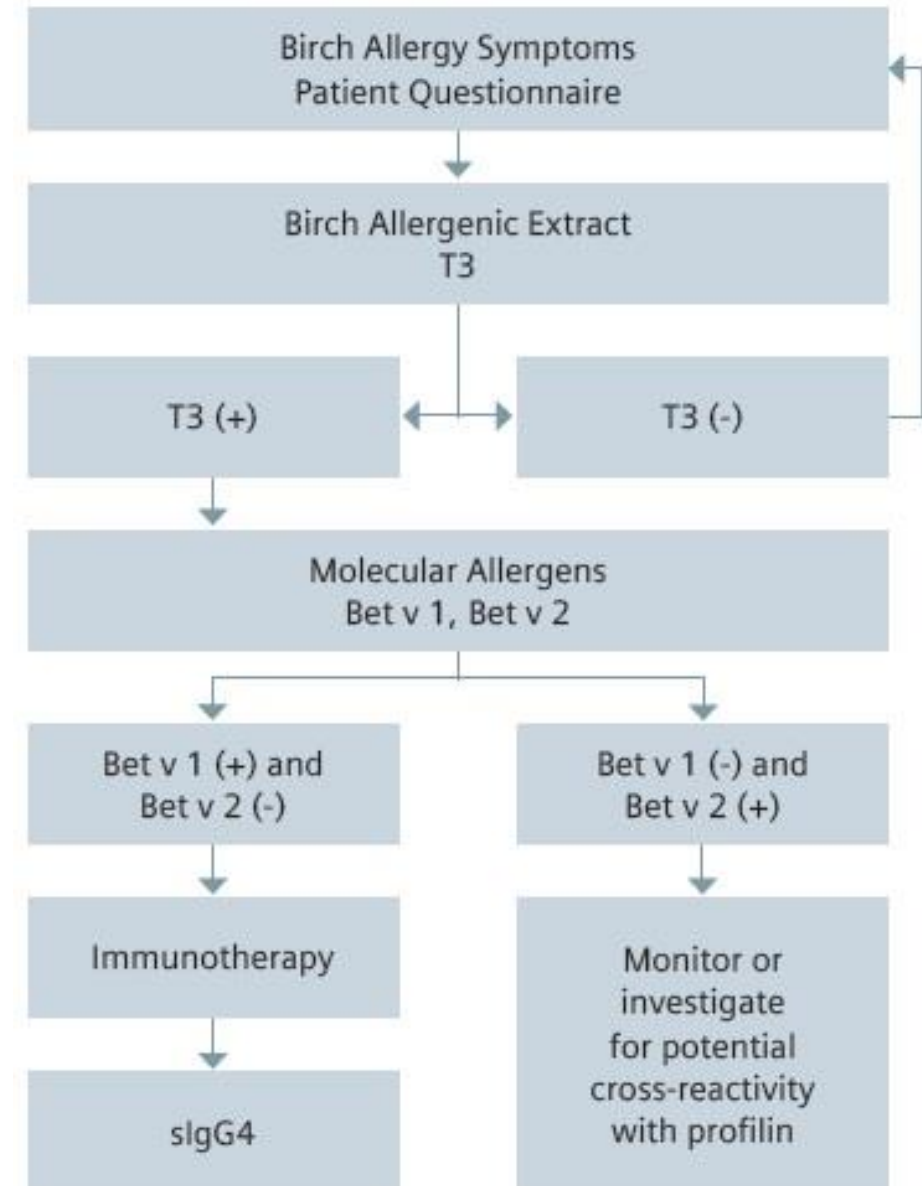 Birch Allergy Symptoms
Patient Questionnaire
Birch Allergenic Extract
T3
T3 (+)
T3 (-)
Molecular Allergens
Bet v 1, Bet v 2
Bet v 1 (+) and
Bet v 2 (-)
Bet v 1 (-) and
Bet v 2 (+)
Immunotherapy
sIgG4
Monitor or
investigate
for potential
cross-reactivity
with profilin